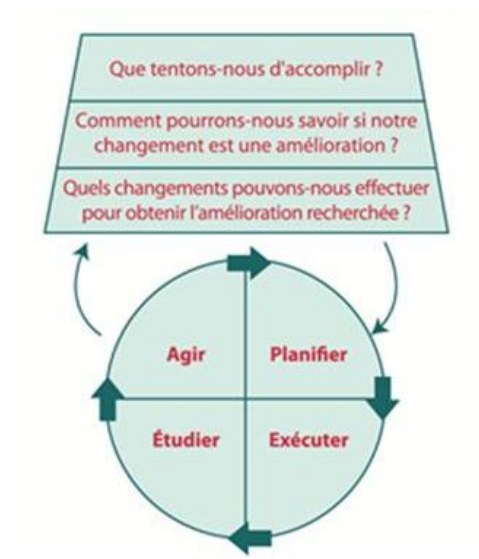 Que tentons-nous d'accomplir ?
Comment pourrons-nous savoir si notre
changement est une amélioration ?
Quels changements pouvons-nous effectuer
pour obtenir l'amélioration recherchée ?
Agir
Planifier
Étudier
Exécuter